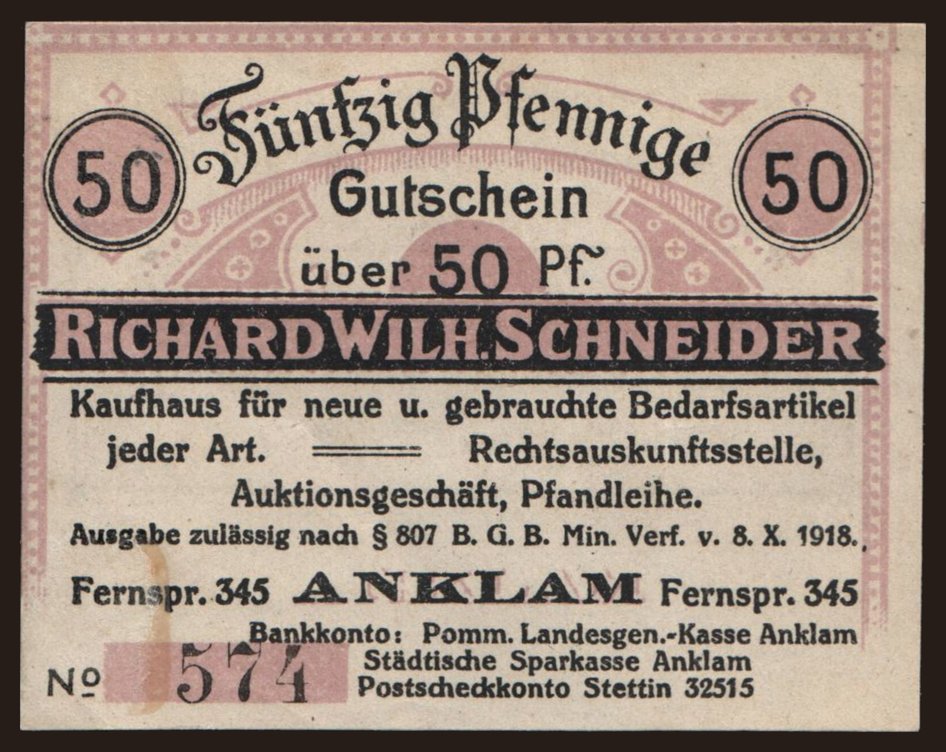 Fünfzig Pfennige
50 50
Gutschein
über 50 Pf.
RICHARD WILH. SCHNEIDER
Kaufhaus für neue u. gebrauchte Bedarfsartikel
jeder Art. Rechtsauskunftsstelle,
Auktionsgeschäft, Pfandleihe.
Ausgabe zulässig nach § 807 B. G. B. Min. Verf. v. 8. X. 1918.
Fernspr. 345 ANKLAM Fernspr. 345
Bankkonto: Pomm. Landesgen.-Kasse Anklam
Städtische Sparkasse Anklam
No 574 Postscheckkonto Stettin 32515